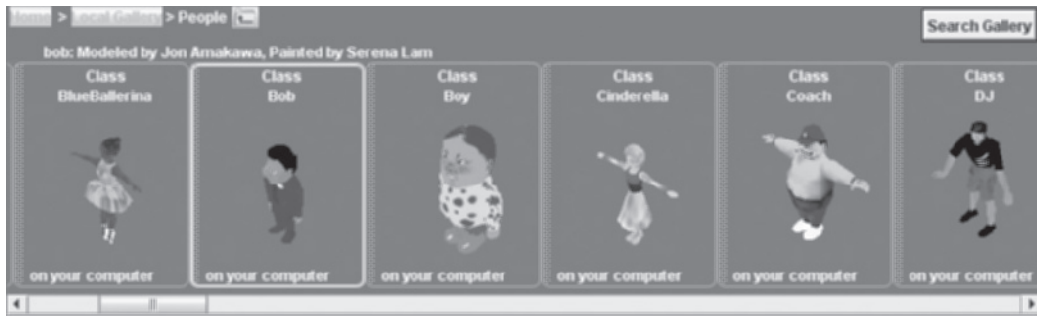 Home > Local Gallery > People
Search Gallery
bob: Modeled by Jon Amakawa, Painted by Serena Lam
Class
BlueBallerina
on your computer
Class
Bob
on your computer
Class
Boy
on your computer
Class
Cinderella
on your computer
Class
Coach
on your computer
Class
DJ
on your computer